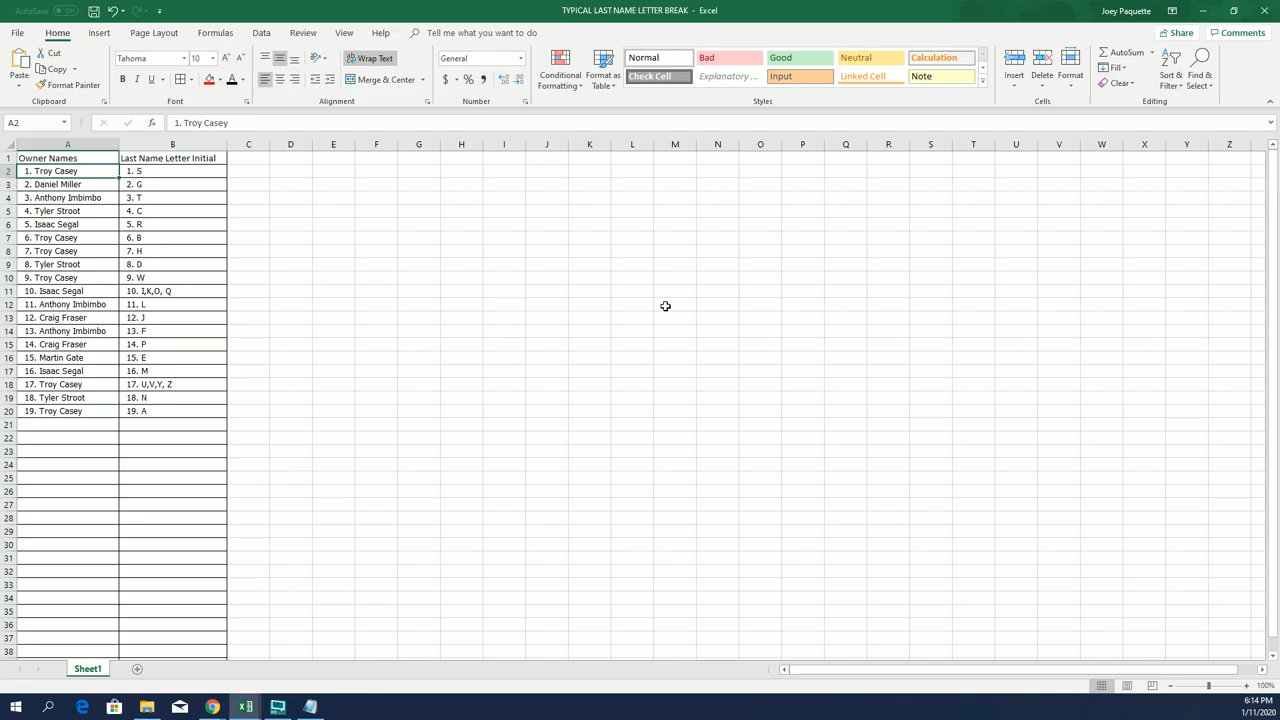 AutoSave Off TYPICAL LAST NAME LETTER BREAK - Excel Joey Paquette
File Home Insert Page Layout Formulas Data Review View Help Tell me what you want to do Share Comments
Paste Cut Copy Format Painter Clipboard
Tahoma 10 B I U A A A Font
Wrap Text Merge & Center Alignment
General $ % , Number
Conditional Formatting Format as Table
Normal Bad Good Neutral Calculation
Check Cell Explanatory ... Input Linked Cell Note
Styles
Insert Delete Format Cells
AutoSum Fill Clear Sort & Filter Find & Select Editing
A2 fx 1. Troy Casey
A B C D E F G H I J K L M N O P Q R S T U V W X Y Z
1 Owner Names Last Name Letter Initial
2 1. Troy Casey 1. S
3 2. Daniel Miller 2. G
4 3. Anthony Imbimbo 3. T
5 4. Tyler Stroot 4. C
6 5. Isaac Segal 5. R
7 6. Troy Casey 6. B
8 7. Troy Casey 7. H
9 8. Tyler Stroot 8. D
10 9. Troy Casey 9. W
11 10. Isaac Segal 10. I,K,O, Q
12 11. Anthony Imbimbo 11. L
13 12. Craig Fraser 12. J
14 13. Anthony Imbimbo 13. F
15 14. Craig Fraser 14. P
16 15. Martin Gate 15. E
17 16. Isaac Segal 16. M
18 17. Troy Casey 17. U,V,Y, Z
19 18. Tyler Stroot 18. N
20 19. Troy Casey 19. A
21
22
23
24
25
26
27
28
29
30
31
32
33
34
35
36
37
38
Sheet1
100%
6:14 PM
1/11/2020